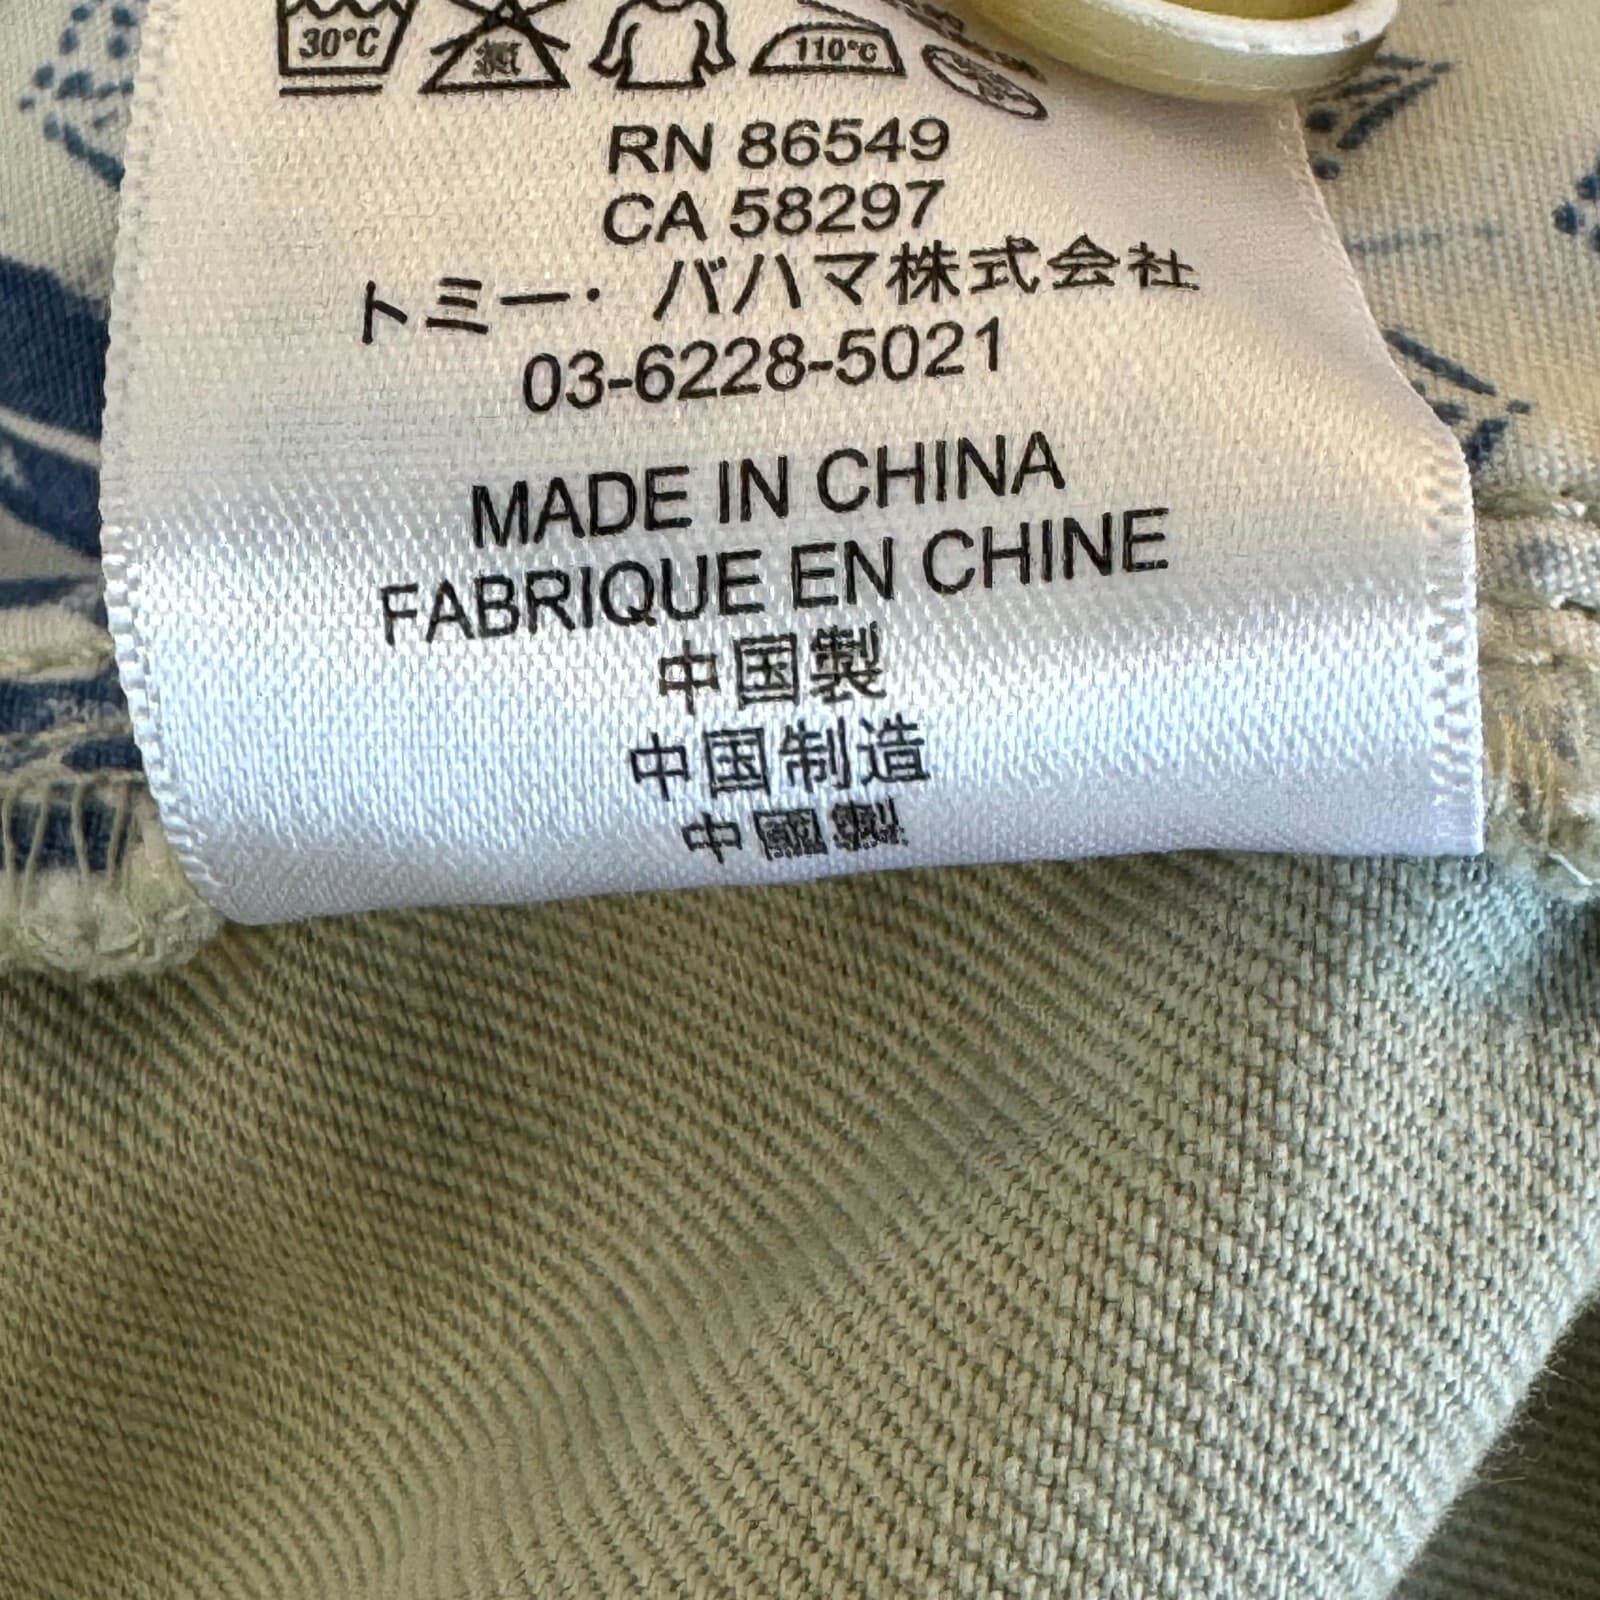 30°C 氯 110°C
RN 86549
CA 58297
トミー・バハマ株式会社
03-6228-5021
MADE IN CHINA
FABRIQUE EN CHINE
中国製
中国制造
中國製